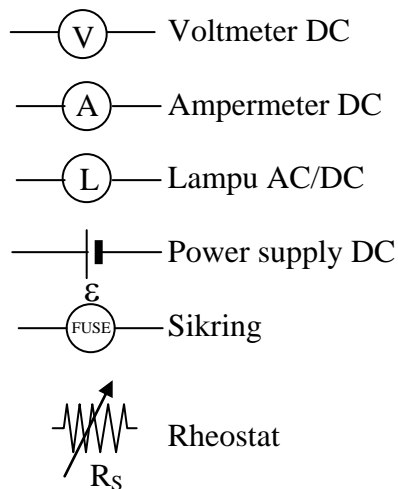 V Voltmeter DC
A Ampermeter DC
L Lampu AC/DC
Power supply DC
ε
FUSE Sikring
Rheostat
RS